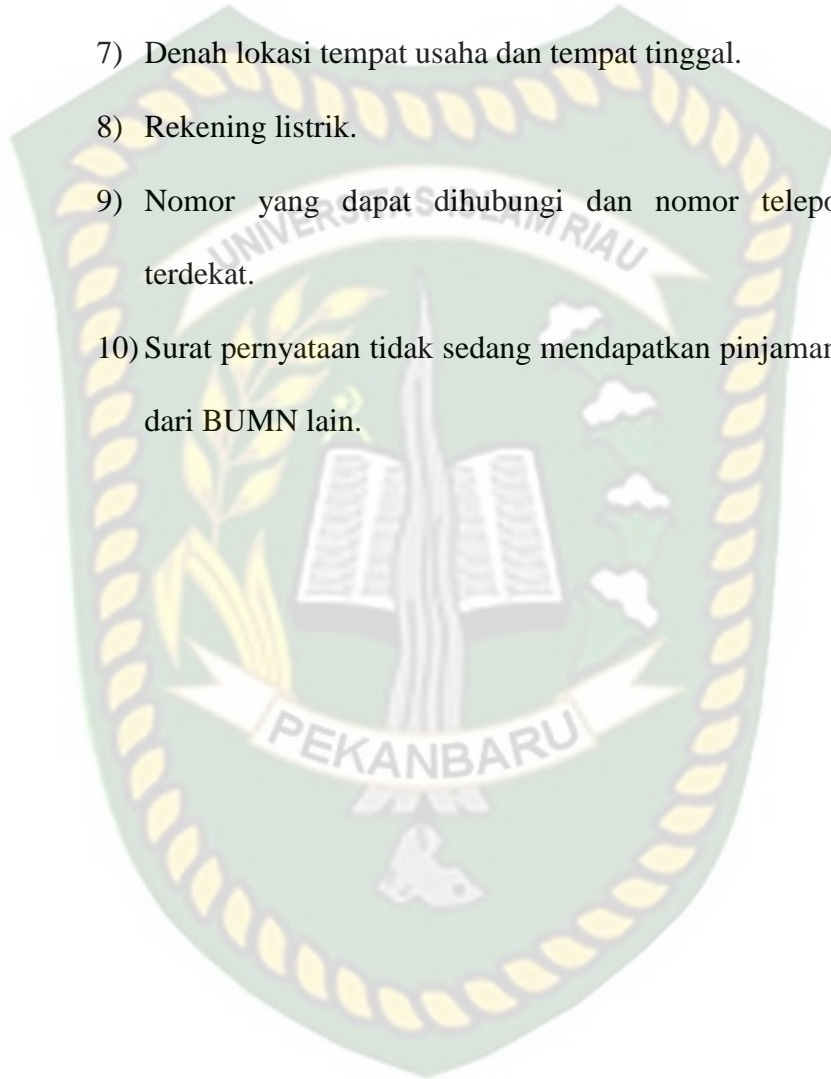 7) Denah lokasi tempat usaha dan tempat tinggal.
8) Rekening listrik.
UNIVERSITAS ISLAM RIAU
9) Nomor yang dapat dihubungi dan nomor telepo
terdekat.
10) Surat pernyataan tidak sedang mendapatkan pinjaman
dari BUMN lain.
PEKANBARU